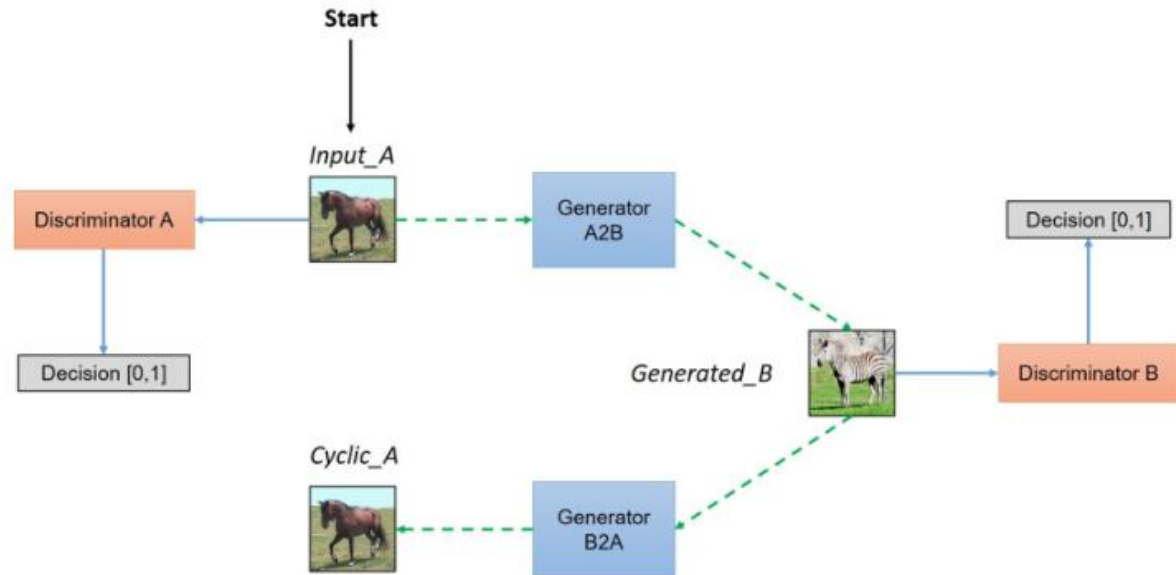 Start
Input_A
Discriminator A
Generator
A2B
Decision [0,1]
Decision [0,1]
Generated_B
Discriminator B
Cyclic_A
Generator
B2A